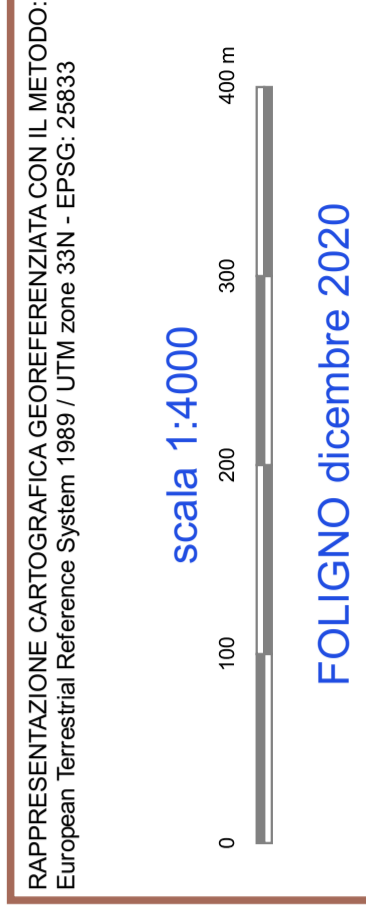 RAPPRESENTAZIONE CARTOGRAFICA GEOREFERENZIATA CON IL METODO:
European Terrestrial Reference System 1989 / UTM zone 33N - EPSG: 25833
scala 1:4000
0 100 200 300 400 m
FOLIGNO dicembre 2020